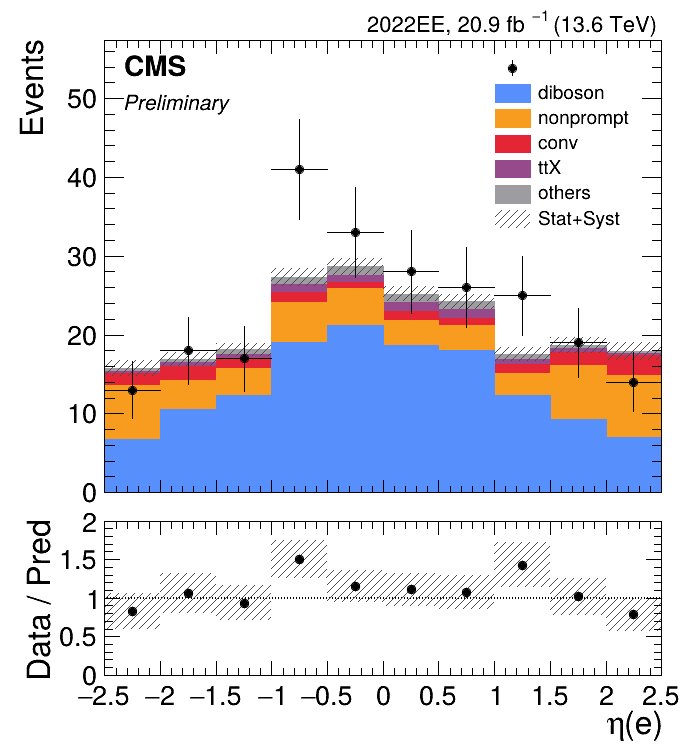 2022EE, 20.9 fb⁻¹ (13.6 TeV)
CMS
Preliminary
Events
50
40
30
20
10
0
diboson
nonprompt
conv
ttX
others
Stat+Syst
Data / Pred
2
1.5
1
0.5
0
−2.5 −2 −1.5 −1 −0.5 0 0.5 1 1.5 2 2.5
η(e)